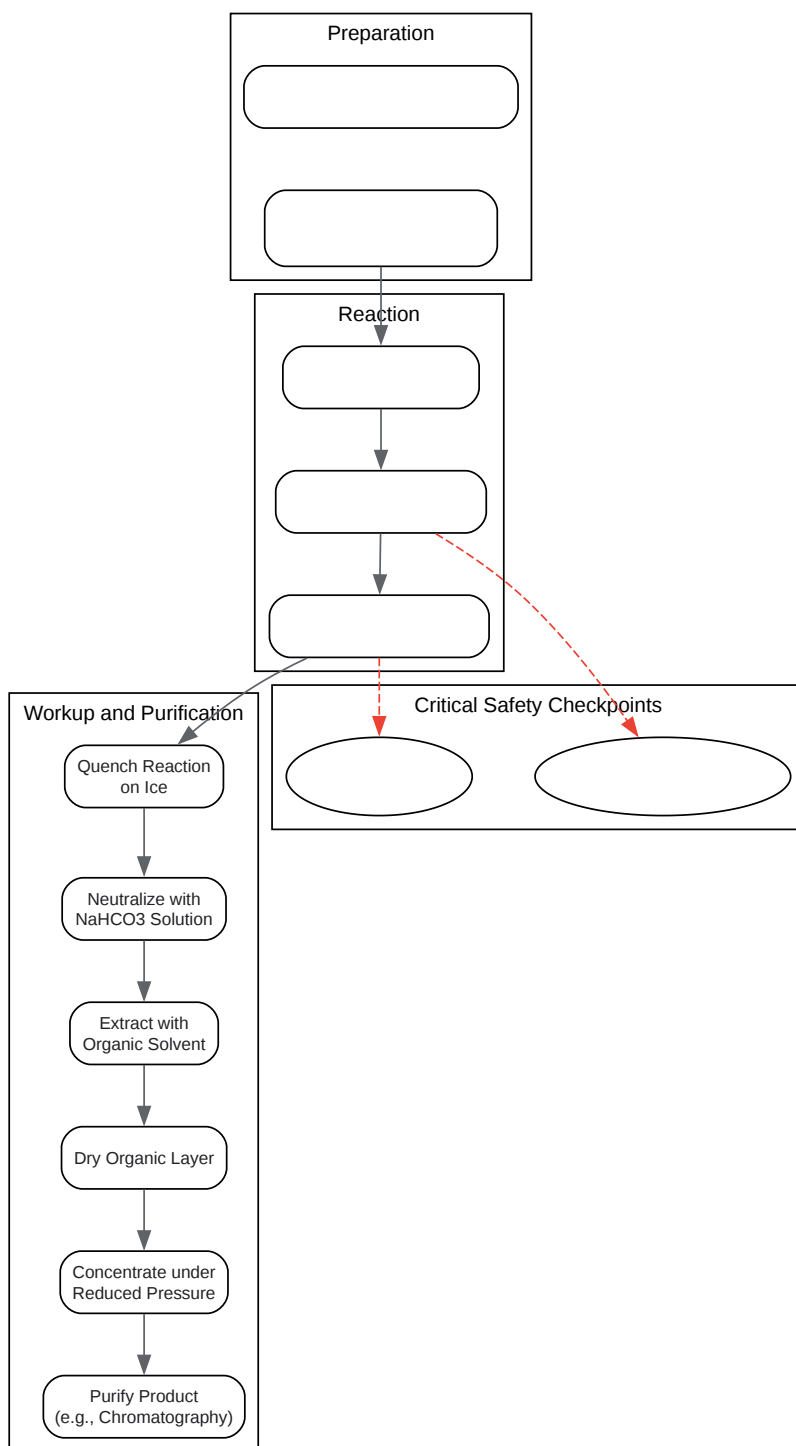 Preparation
Reaction
Workup and Purification
Critical Safety Checkpoints
Quench Reaction
on Ice
Neutralize with
NaHCO3 Solution
Extract with
Organic Solvent
Dry Organic Layer
Concentrate under
Reduced Pressure
Purify Product
(e.g., Chromatography)